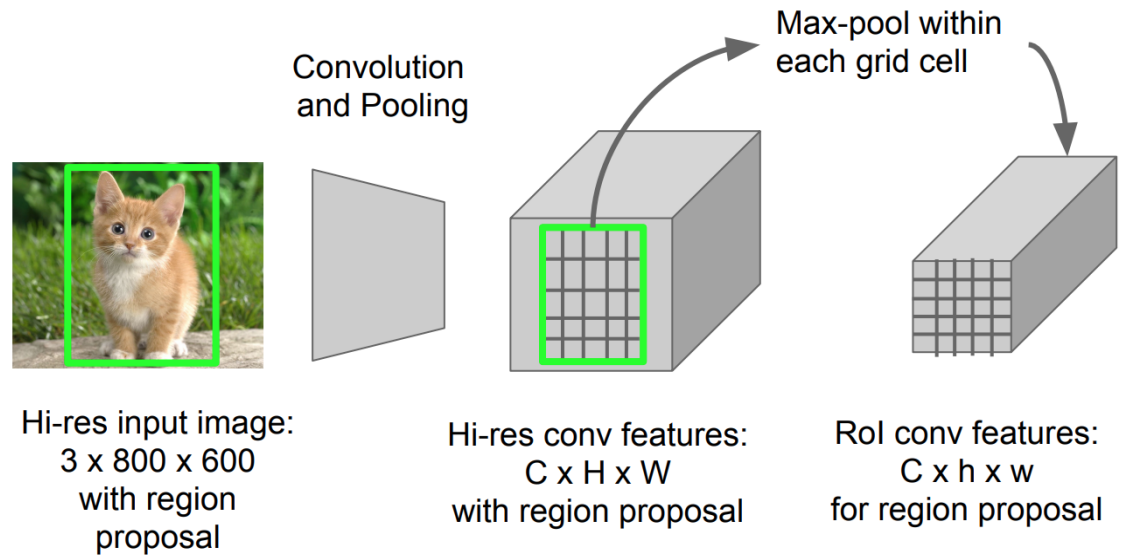 Convolution
and Pooling
Max-pool within
each grid cell
Hi-res input image:
3 x 800 x 600
with region
proposal
Hi-res conv features:
C x H x W
with region proposal
RoI conv features:
C x h x w
for region proposal